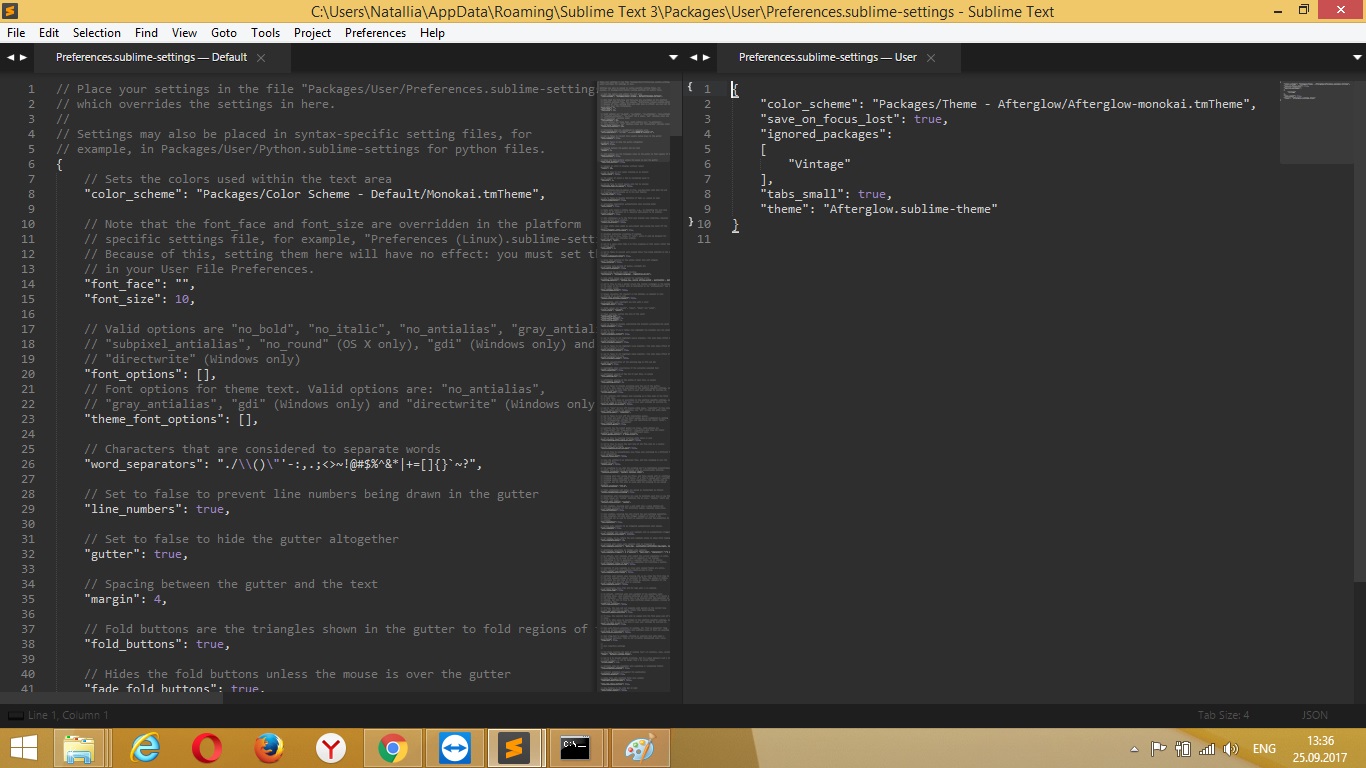 C:\Users\Natallia\AppData\Roaming\Sublime Text 3\Packages\User\Preferences.sublime-settings - Sublime Text
File Edit Selection Find View Goto Tools Project Preferences Help
Preferences.sublime-settings — Default
1 // Place your settings in the file "Packages/User/Preferences.sublime-setting
2 // which overrides the settings in here.
3 //
4 // Settings may also be placed in syntax-specific setting files, for
5 // example, in Packages/User/Python.sublime-settings for python files.
6 {
7 // Sets the colors used within the text area
8 "color_scheme": "Packages/Color Scheme - Default/Monokai.tmTheme",
9
10 // Note that the font_face and font_size are overridden in the platform
11 // specific settings file, for example, "Preferences (Linux).sublime-sett
12 // Because of this, setting them here will have no effect: you must set th
13 // in your User File Preferences.
14 "font_face": "",
15 "font_size": 10,
16
17 // Valid options are "no_bold", "no_italic", "no_antialias", "gray_antial
18 // "subpixel_antialias", "no_round" (OS X only), "gdi" (Windows only) and
19 // "directwrite" (Windows only)
20 "font_options": [],
21 // Font options for theme text. Valid options are: "no_antialias",
22 // "gray_antialias", "gdi" (Windows only) and "directwrite" (Windows only
23 "theme_font_options": [],
24
25 // Characters that are considered to separate words
26 "word_separators": "./\\()\"'-:,.;<>~!@#$%^&*|+=[]{}`~?",
27
28 // Set to false to prevent line numbers being drawn in the gutter
29 "line_numbers": true,
30
31 // Set to false to hide the gutter altogether
32 "gutter": true,
33
34 // Spacing between the gutter and the text
35 "margin": 4,
36
37 // Fold buttons are the triangles shown in the gutter to fold regions of
38 "fold_buttons": true,
39
40 // Hides the fold buttons unless the mouse is over the gutter
41 "fade_fold_buttons": true,
Preferences.sublime-settings — User
{ 1 {
2 "color_scheme": "Packages/Theme - Afterglow/Afterglow-monokai.tmTheme",
3 "save_on_focus_lost": true,
4 "ignored_packages":
5 [
6 "Vintage"
7 ],
8 "tabs_small": true,
9 "theme": "Afterglow.sublime-theme"
} 10 }
11
Line 1, Column 1
Tab Size: 4
JSON
ENG
13:36
25.09.2017